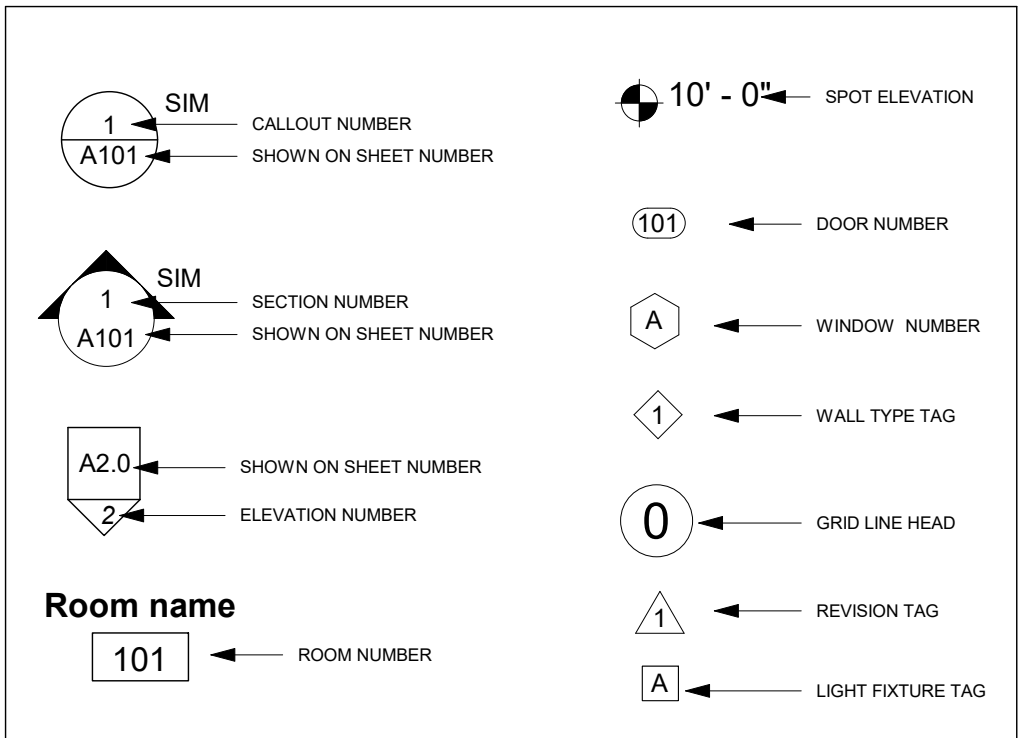 SIM
1
CALLOUT NUMBER
A101
SHOWN ON SHEET NUMBER
SIM
1
SECTION NUMBER
A101
SHOWN ON SHEET NUMBER
A2.0
SHOWN ON SHEET NUMBER
2
ELEVATION NUMBER
Room name
101
ROOM NUMBER
10' - 0"
SPOT ELEVATION
101
DOOR NUMBER
A
WINDOW NUMBER
1
WALL TYPE TAG
0
GRID LINE HEAD
1
REVISION TAG
A
LIGHT FIXTURE TAG